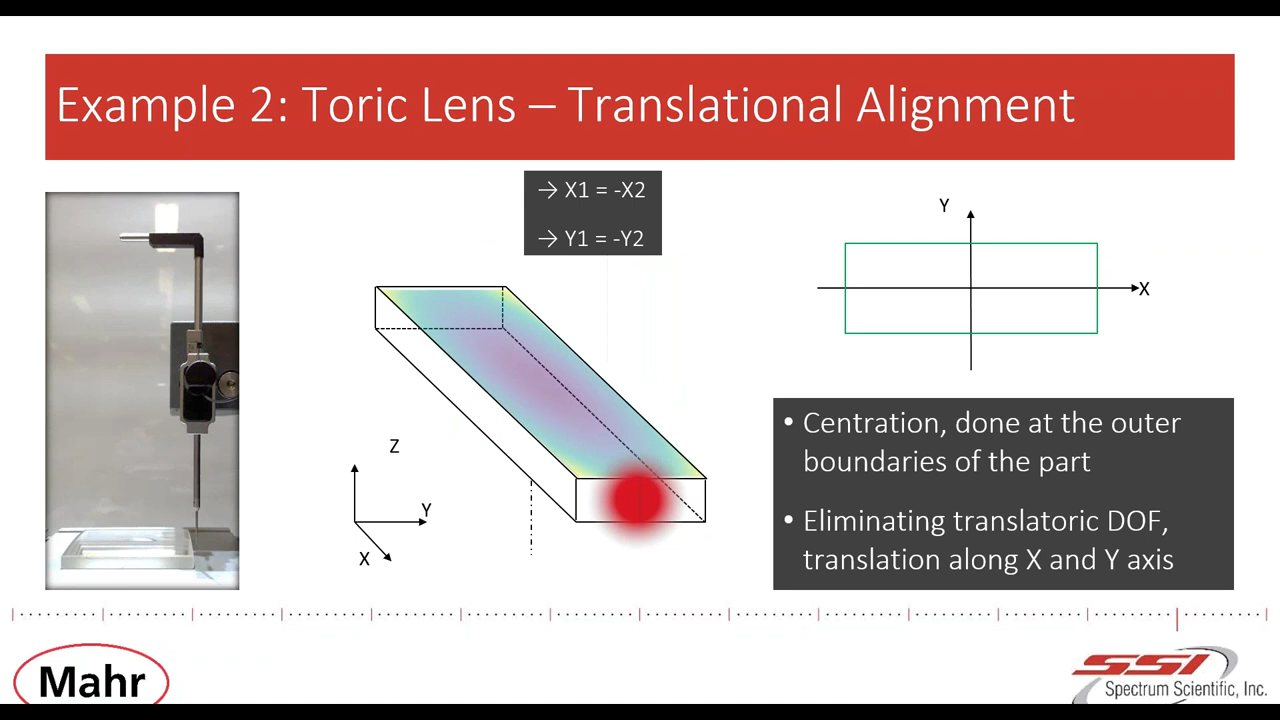 Example 2: Toric Lens – Translational Alignment
→ X1 = -X2
→ Y1 = -Y2
Y
X
Z
Y
X
• Centration, done at the outer
boundaries of the part
• Eliminating translatoric DOF,
translation along X and Y axis
Mahr
SSI
Spectrum Scientific, Inc.